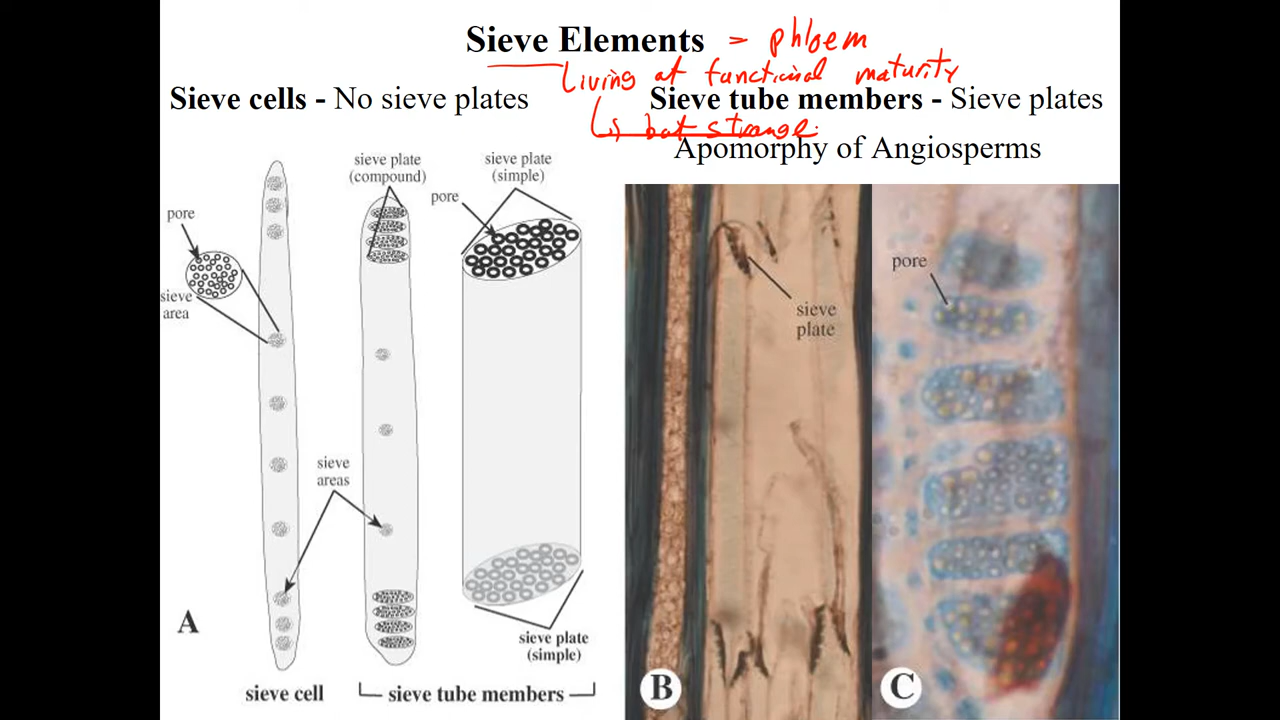 Sieve Elements > phloem
Living at functional maturity
Sieve cells - No sieve plates
Sieve tube members - Sieve plates
↳ but strange.
Apomorphy of Angiosperms
sieve plate
(compound)
sieve plate
(simple)
pore
pore
sieve
area
sieve
areas
sieve plate
(simple)
A
sieve cell
sieve tube members
sieve
plate
B
pore
C